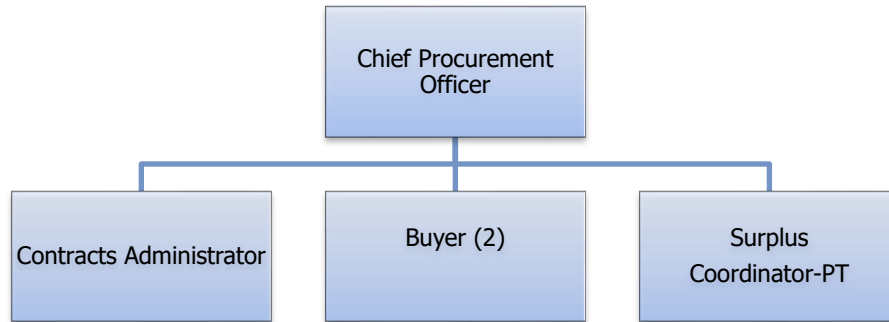 Chief Procurement
Officer
Contracts Administrator
Buyer (2)
Surplus
Coordinator-PT